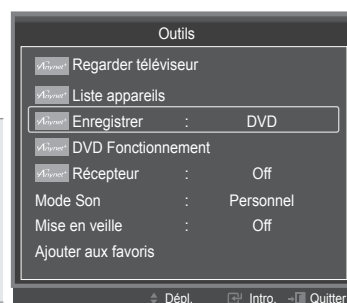 Outils
Anynet+ Regarder téléviseur
Anynet+ Liste appareils
Anynet+ Enregistrer : DVD
Anynet+ DVD Fonctionnement
Anynet+ Récepteur : Off
Mode Son : Personnel
Mise en veille : Off
Ajouter aux favoris
Dépl. Intro. Quitter